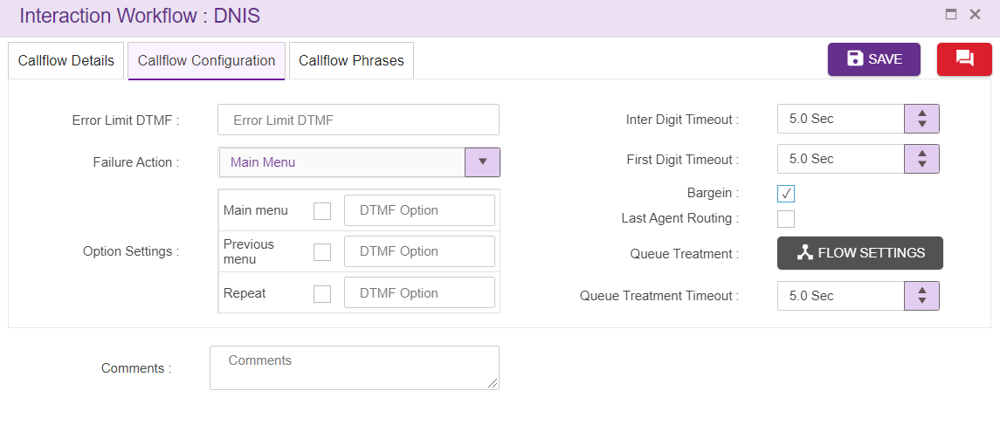 Interaction Workflow : DNIS
Callflow Details
Callflow Configuration
Callflow Phrases
SAVE
Error Limit DTMF :
Error Limit DTMF
Failure Action :
Main Menu
Option Settings :
Main menu
DTMF Option
Previous
menu
DTMF Option
Repeat
DTMF Option
Inter Digit Timeout :
5.0 Sec
First Digit Timeout :
5.0 Sec
Bargein :
Last Agent Routing :
Queue Treatment :
FLOW SETTINGS
Queue Treatment Timeout :
5.0 Sec
Comments :
Comments